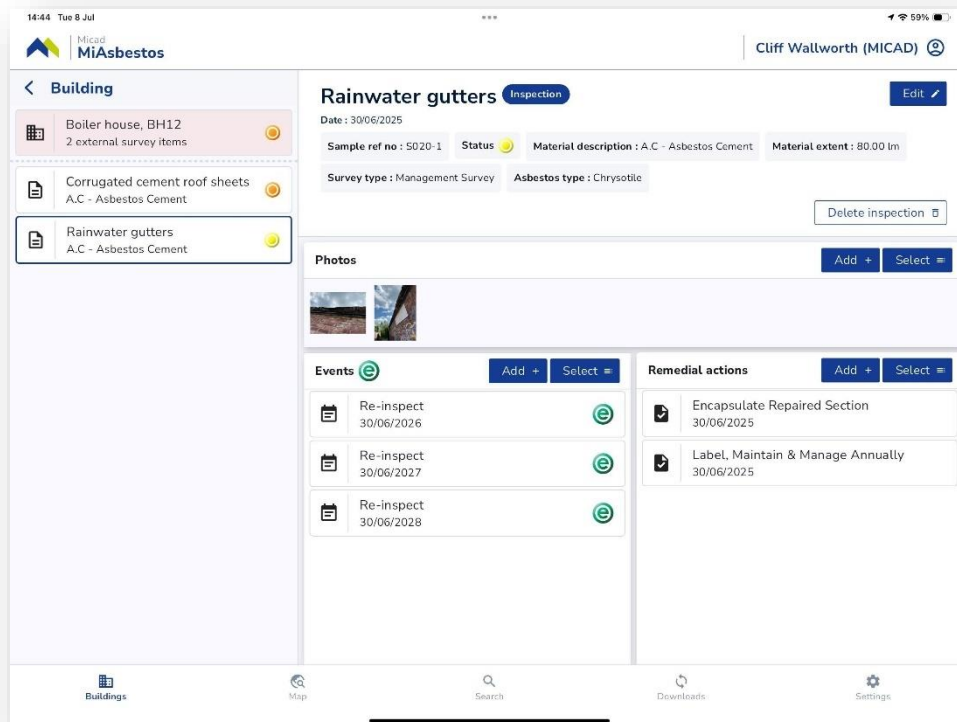 14:44 Tue 8 Jul
59%
Micad
MiAsbestos
Cliff Wallworth (MICAD)
Building
Boiler house, BH12
2 external survey items
Corrugated cement roof sheets
A.C - Asbestos Cement
Rainwater gutters
A.C - Asbestos Cement
Rainwater gutters Inspection
Edit
Date : 30/06/2025
Sample ref no : S020-1 Status Material description : A.C - Asbestos Cement Material extent : 80.00 lm
Survey type : Management Survey Asbestos type : Chrysotile
Delete inspection
Photos
Add + Select
Events e
Add + Select
Re-inspect
30/06/2026
e
Re-inspect
30/06/2027
e
Re-inspect
30/06/2028
e
Remedial actions
Add + Select
Encapsulate Repaired Section
30/06/2025
Label, Maintain & Manage Annually
30/06/2025
Buildings Map Search Downloads Settings